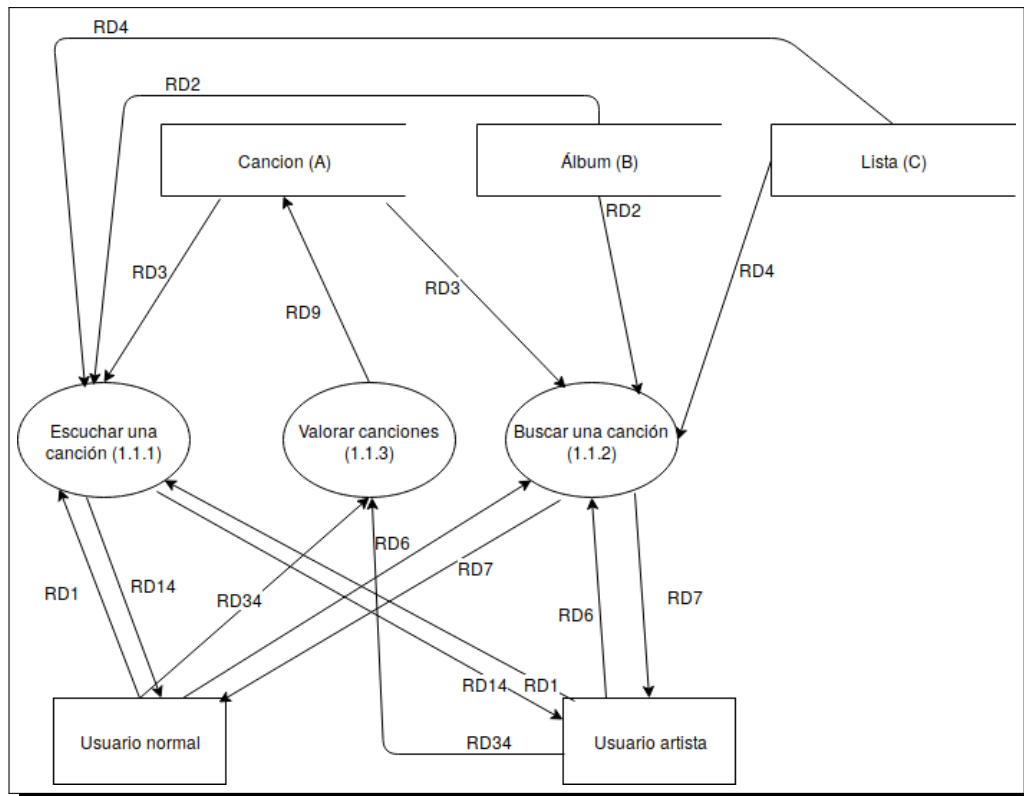 RD4
RD2
Cancion (A)
Álbum (B)
Lista (C)
RD2
RD3
RD3
RD4
RD9
Escuchar una
canción (1.1.1)
Valorar canciones
(1.1.3)
Buscar una canción
(1.1.2)
RD6
RD7
RD1
RD14
RD34
RD6
RD7
RD14
RD1
RD34
Usuario normal
Usuario artista